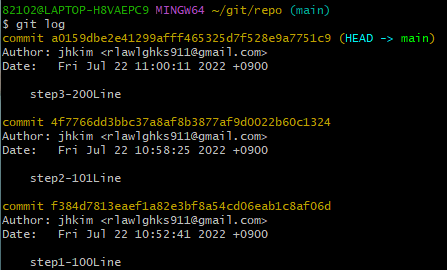 82102@LAPTOP-H8VAEPC9 MINGW64 ~/git/repo (main)
$ git log
commit a0159dbe2e41299afff465325d7f528e9a7751c9 (HEAD -> main)
Author: jhkim <rlawlghks911@gmail.com>
Date:   Fri Jul 22 11:00:11 2022 +0900
    step3-200Line
commit 4f7766dd3bbc37a8af8b3877af9d0022b60c1324
Author: jhkim <rlawlghks911@gmail.com>
Date:   Fri Jul 22 10:58:25 2022 +0900
    step2-101Line
commit f384d7813eaef1a82e3bf8a54cd06eab1c8af06d
Author: jhkim <rlawlghks911@gmail.com>
Date:   Fri Jul 22 10:52:41 2022 +0900
    step1-100Line